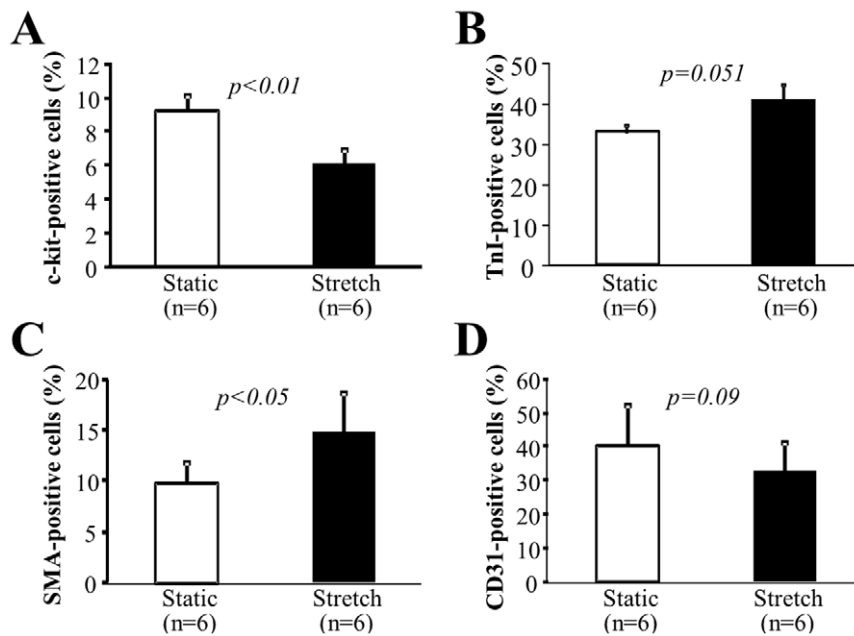 A
c-kit-positive cells (%)
12
10
8
6
4
2
0
p<0.01
Static
(n=6)
Stretch
(n=6)
B
TnI-positive cells (%)
50
40
30
20
10
0
p=0.051
Static
(n=6)
Stretch
(n=6)
C
SMA-positive cells (%)
20
15
10
5
0
p<0.05
Static
(n=6)
Stretch
(n=6)
D
CD31-positive cells (%)
60
50
40
30
20
10
0
p=0.09
Static
(n=6)
Stretch
(n=6)